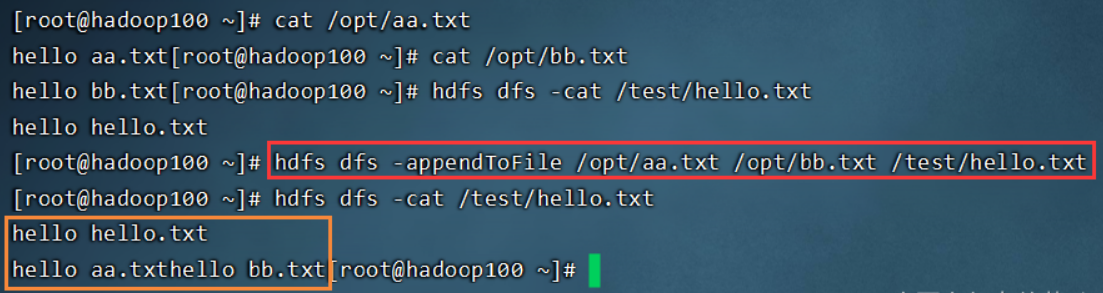 [root@hadoop100 ~]# cat /opt/aa.txt
hello aa.txt[root@hadoop100 ~]# cat /opt/bb.txt
hello bb.txt[root@hadoop100 ~]# hdfs dfs -cat /test/hello.txt
hello hello.txt
[root@hadoop100 ~]# hdfs dfs -appendToFile /opt/aa.txt /opt/bb.txt /test/hello.txt
[root@hadoop100 ~]# hdfs dfs -cat /test/hello.txt
hello hello.txt
hello aa.txthello bb.txt[root@hadoop100 ~]#